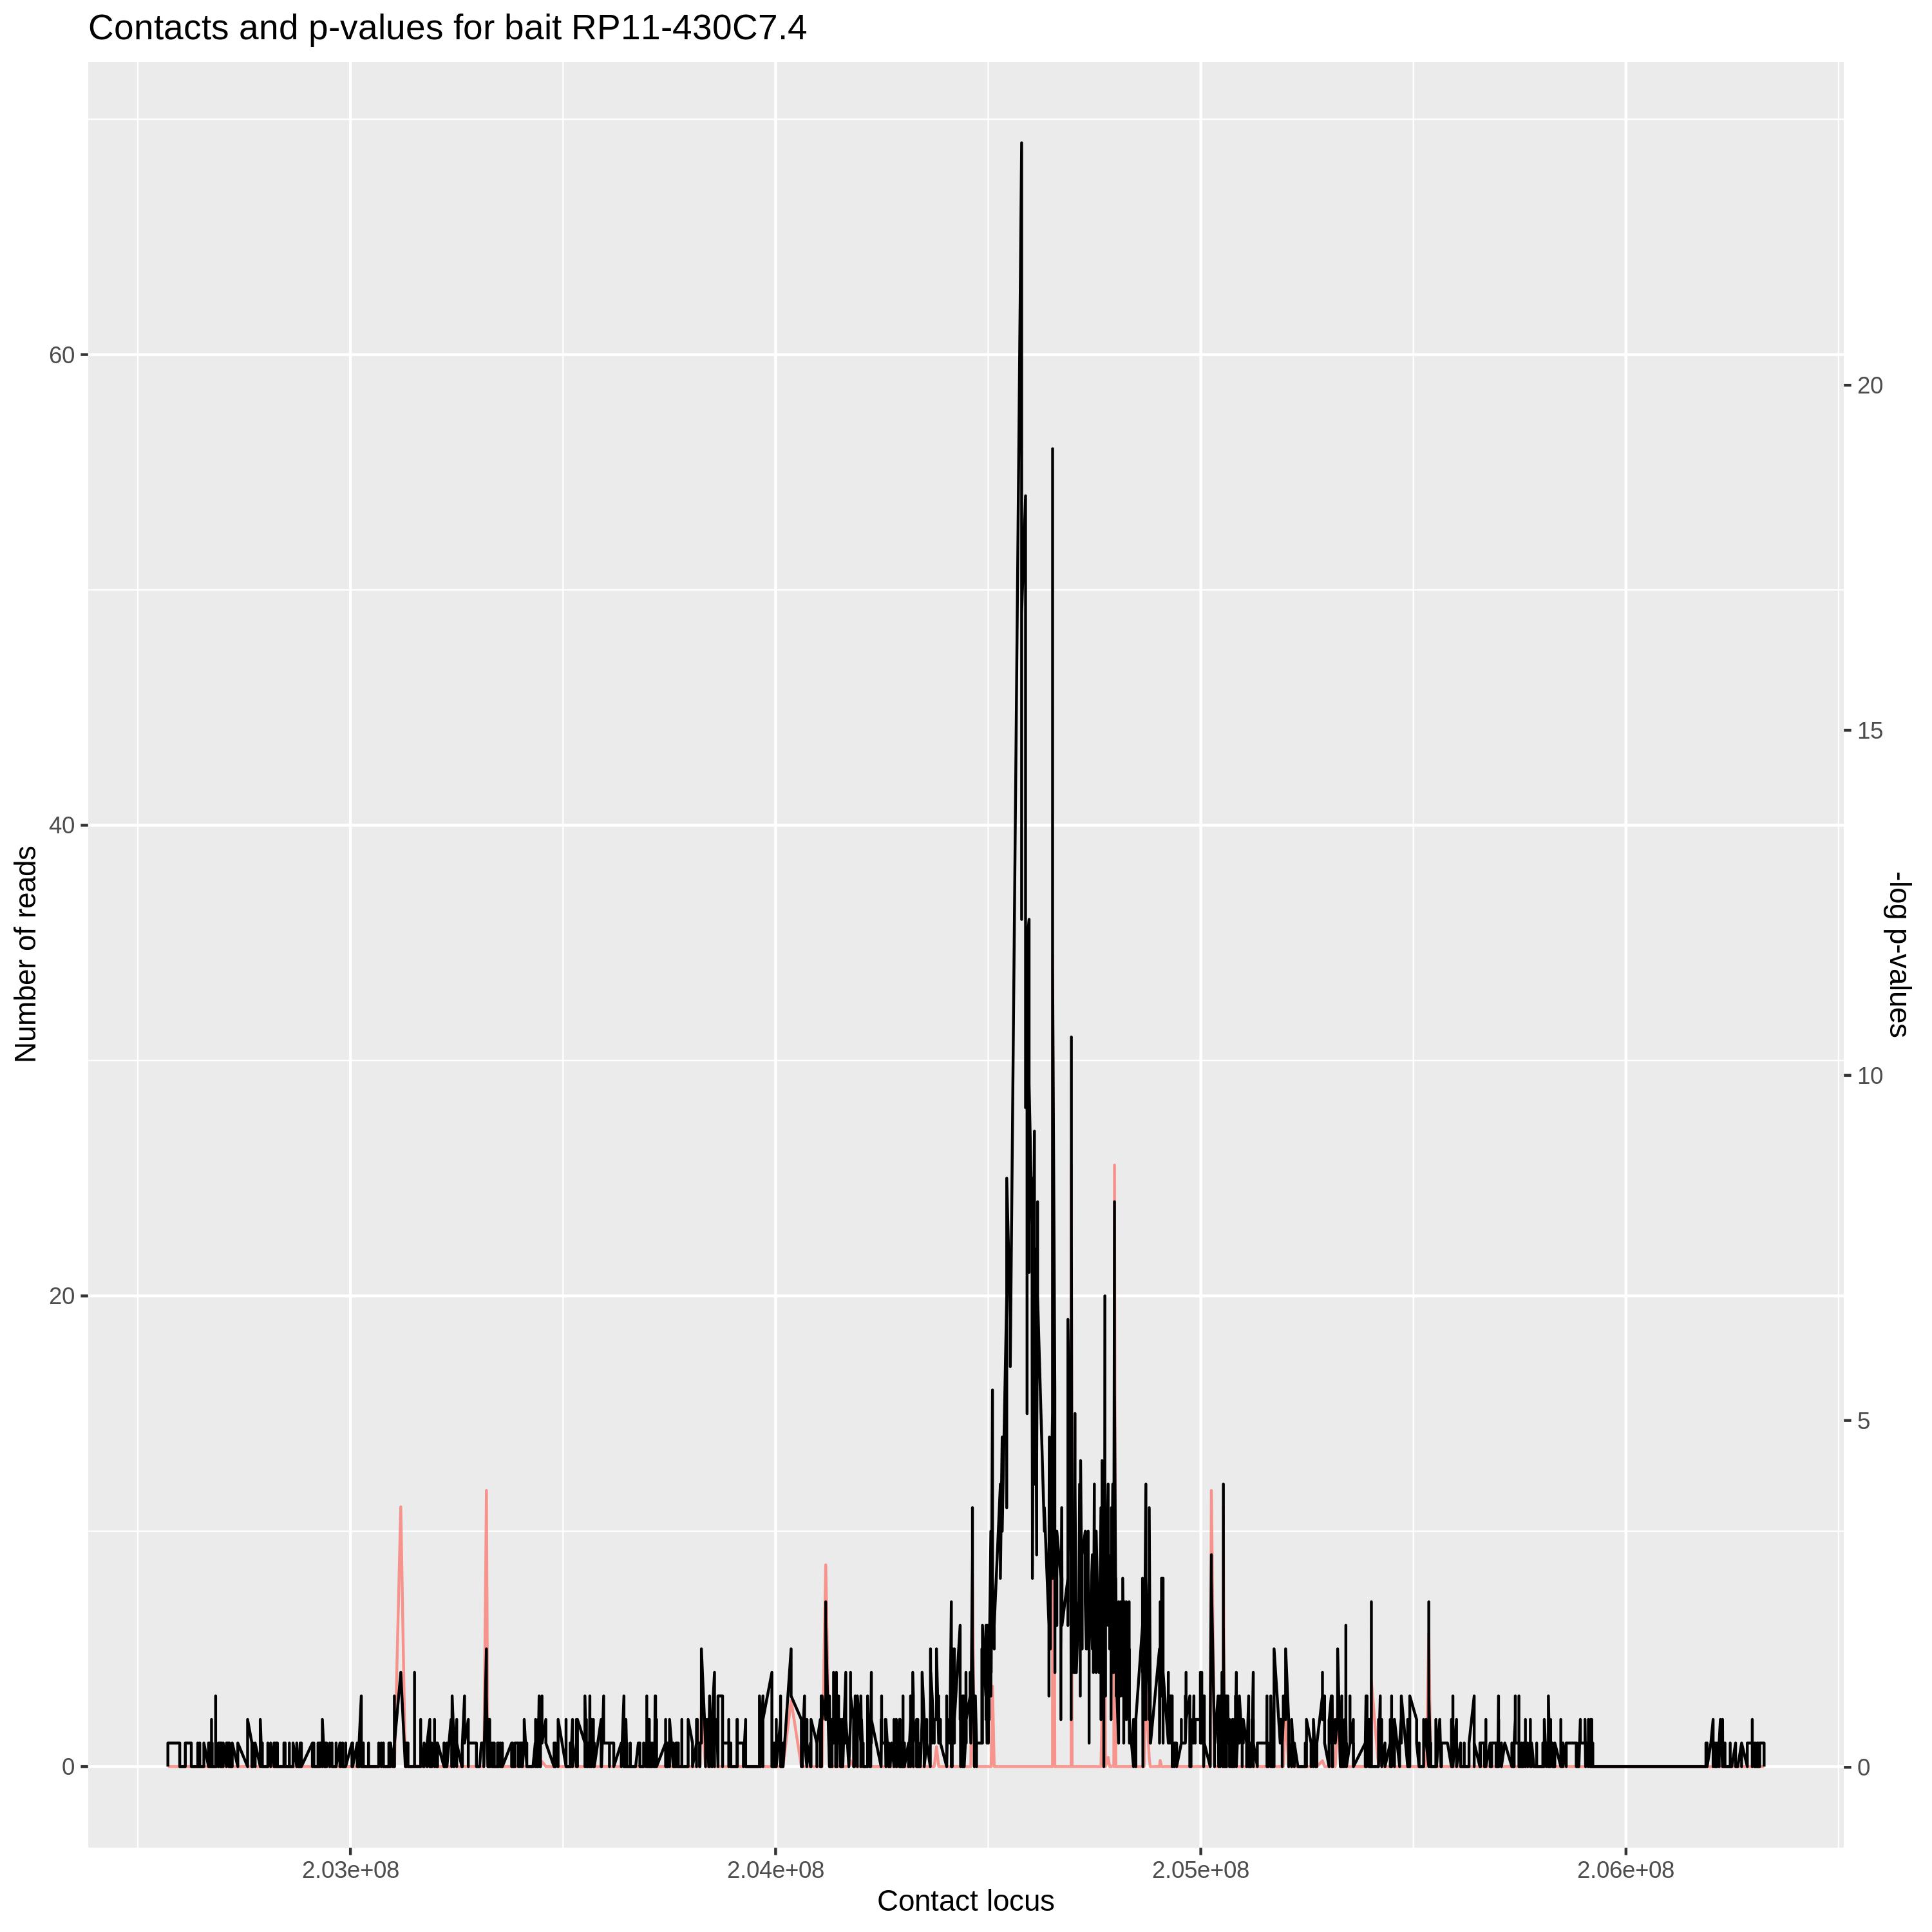 Contacts and p-values for bait RP11-430C7.4
60
40
20
0
Number of reads
20
15
10
5
0
-log p-values
2.03e+08
2.04e+08
2.05e+08
2.06e+08
Contact locus